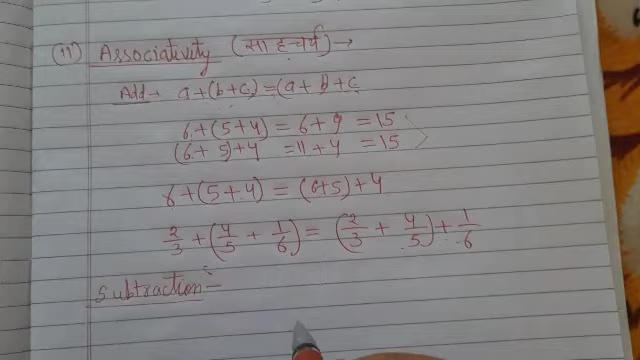 (ii) Associativity (साहचर्य) →
Add → a+(b+c)=(a+b+c
6+(5+4) = 6+9 = 15
(6+5)+4 = 11+4 = 15
6+(5+4) = (6+5)+4
2/3 + (4/5 + 1/6) = (2/3 + 4/5) + 1/6
Subtraction:-